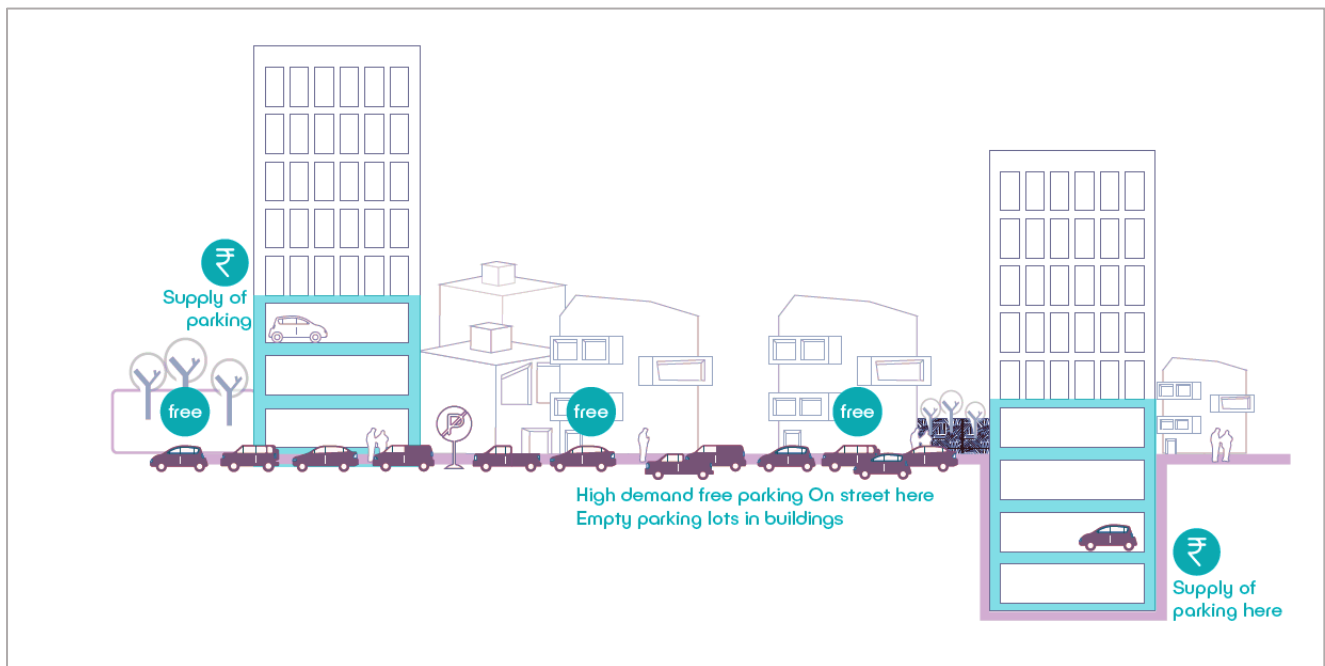 ₹
Supply of
parking
free
free
free
P
High demand free parking On street here
Empty parking lots in buildings
₹
Supply of
parking here